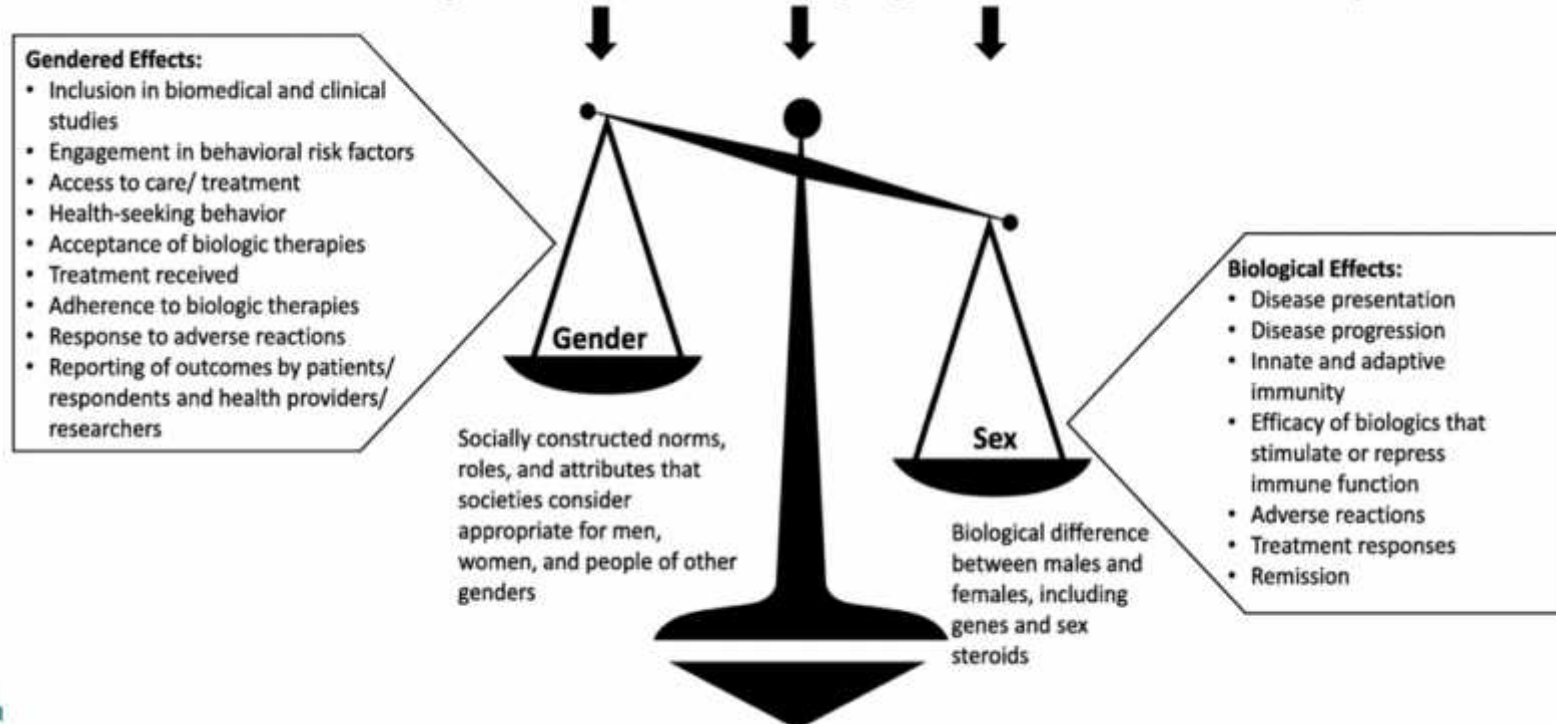 Gendered Effects:
• Inclusion in biomedical and clinical
studies
• Engagement in behavioral risk factors
• Access to care/ treatment
• Health-seeking behavior
• Acceptance of biologic therapies
• Treatment received
• Adherence to biologic therapies
• Response to adverse reactions
• Reporting of outcomes by patients/
respondents and health providers/
researchers
Gender
Socially constructed norms,
roles, and attributes that
societies consider
appropriate for men,
women, and people of other
genders
Sex
Biological difference
between males and
females, including
genes and sex
steroids
Biological Effects:
• Disease presentation
• Disease progression
• Innate and adaptive
immunity
• Efficacy of biologics that
stimulate or repress
immune function
• Adverse reactions
• Treatment responses
• Remission